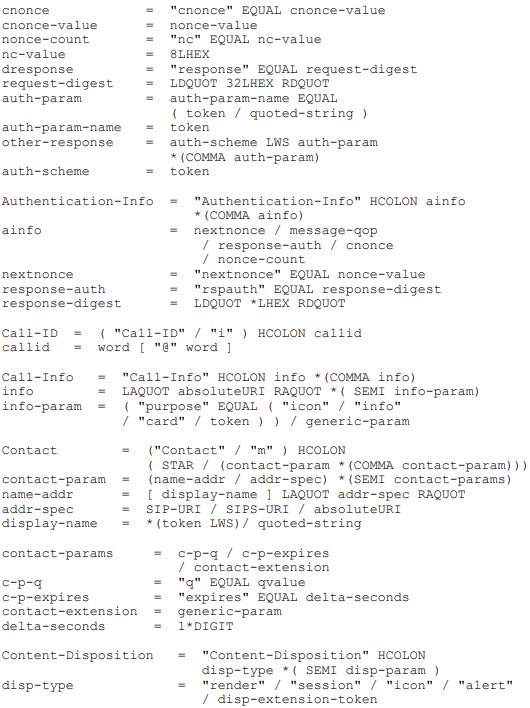 cnonce            =  "cnonce" EQUAL cnonce-value
cnonce-value      =  nonce-value
nonce-count       =  "nc" EQUAL nc-value
nc-value          =  8LHEX
dresponse         =  "response" EQUAL request-digest
request-digest    =  LDQUOT 32LHEX RDQUOT
auth-param        =  auth-param-name EQUAL
                     ( token / quoted-string )
auth-param-name   =  token
other-response    =  auth-scheme LWS auth-param
                     *(COMMA auth-param)
auth-scheme       =  token

Authentication-Info  =  "Authentication-Info" HCOLON ainfo
                        *(COMMA ainfo)
ainfo                =  nextnonce / message-qop
                         / response-auth / cnonce
                         / nonce-count
nextnonce            =  "nextnonce" EQUAL nonce-value
response-auth        =  "rspauth" EQUAL response-digest
response-digest      =  LDQUOT *LHEX RDQUOT

Call-ID  =  ( "Call-ID" / "i" ) HCOLON callid
callid   =  word [ "@" word ]

Call-Info   =  "Call-Info" HCOLON info *(COMMA info)
info        =  LAQUOT absoluteURI RAQUOT *( SEMI info-param)
info-param  =  ( "purpose" EQUAL ( "icon" / "info"
               / "card" / token ) ) / generic-param

Contact        =  ("Contact" / "m" ) HCOLON
                  ( STAR / (contact-param *(COMMA contact-param)))
contact-param  =  (name-addr / addr-spec) *(SEMI contact-params)
name-addr      =  [ display-name ] LAQUOT addr-spec RAQUOT
addr-spec      =  SIP-URI / SIPS-URI / absoluteURI
display-name   =  *(token LWS)/ quoted-string

contact-params     =  c-p-q / c-p-expires
                      / contact-extension
c-p-q              =  "q" EQUAL qvalue
c-p-expires        =  "expires" EQUAL delta-seconds
contact-extension  =  generic-param
delta-seconds      =  1*DIGIT

Content-Disposition   =  "Content-Disposition" HCOLON
                         disp-type *( SEMI disp-param )
disp-type             =  "render" / "session" / "icon" / "alert"
                         / disp-extension-token